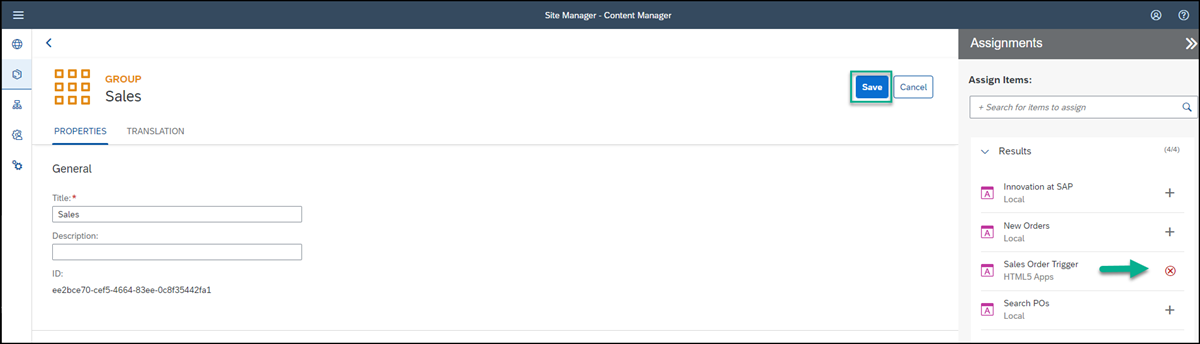 Site Manager - Content Manager
Assignments
GROUP
Sales
Save
Cancel
Assign Items:
+ Search for items to assign
PROPERTIES
TRANSLATION
Results
(4/4)
General
Title:*
Sales
Description:
ID:
ee2bce70-cef5-4664-83ee-0c8f35442fa1
A
Innovation at SAP
Local
A
New Orders
Local
A
Sales Order Trigger
HTML5 Apps
A
Search POs
Local